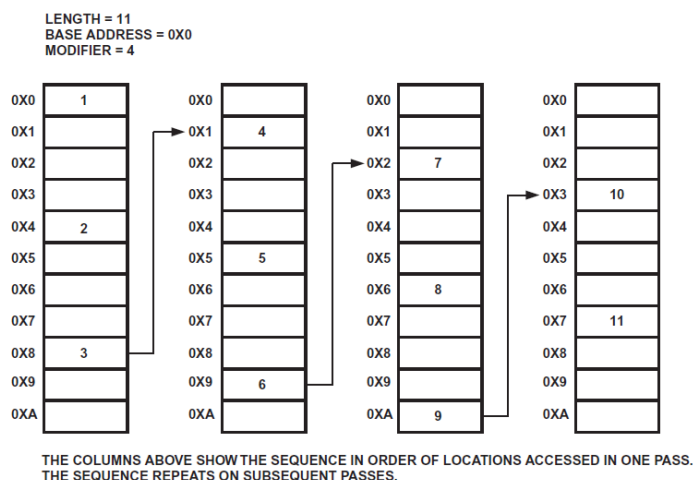 LENGTH = 11
BASE ADDRESS = 0X0
MODIFIER = 4
0X0 1 0X0 0X0 0X0
0X1 0X1 4 0X1 0X1
0X2 0X2 0X2 7 0X2
0X3 0X3 0X3 0X3 10
0X4 2 0X4 0X4 0X4
0X5 0X5 5 0X5 0X5
0X6 0X6 0X6 8 0X6
0X7 0X7 0X7 0X7 11
0X8 3 0X8 0X8 0X8
0X9 0X9 6 0X9 0X9
0XA 0XA 0XA 9 0XA
THE COLUMNS ABOVE SHOW THE SEQUENCE IN ORDER OF LOCATIONS ACCESSED IN ONE PASS.
THE SEQUENCE REPEATS ON SUBSEQUENT PASSES.